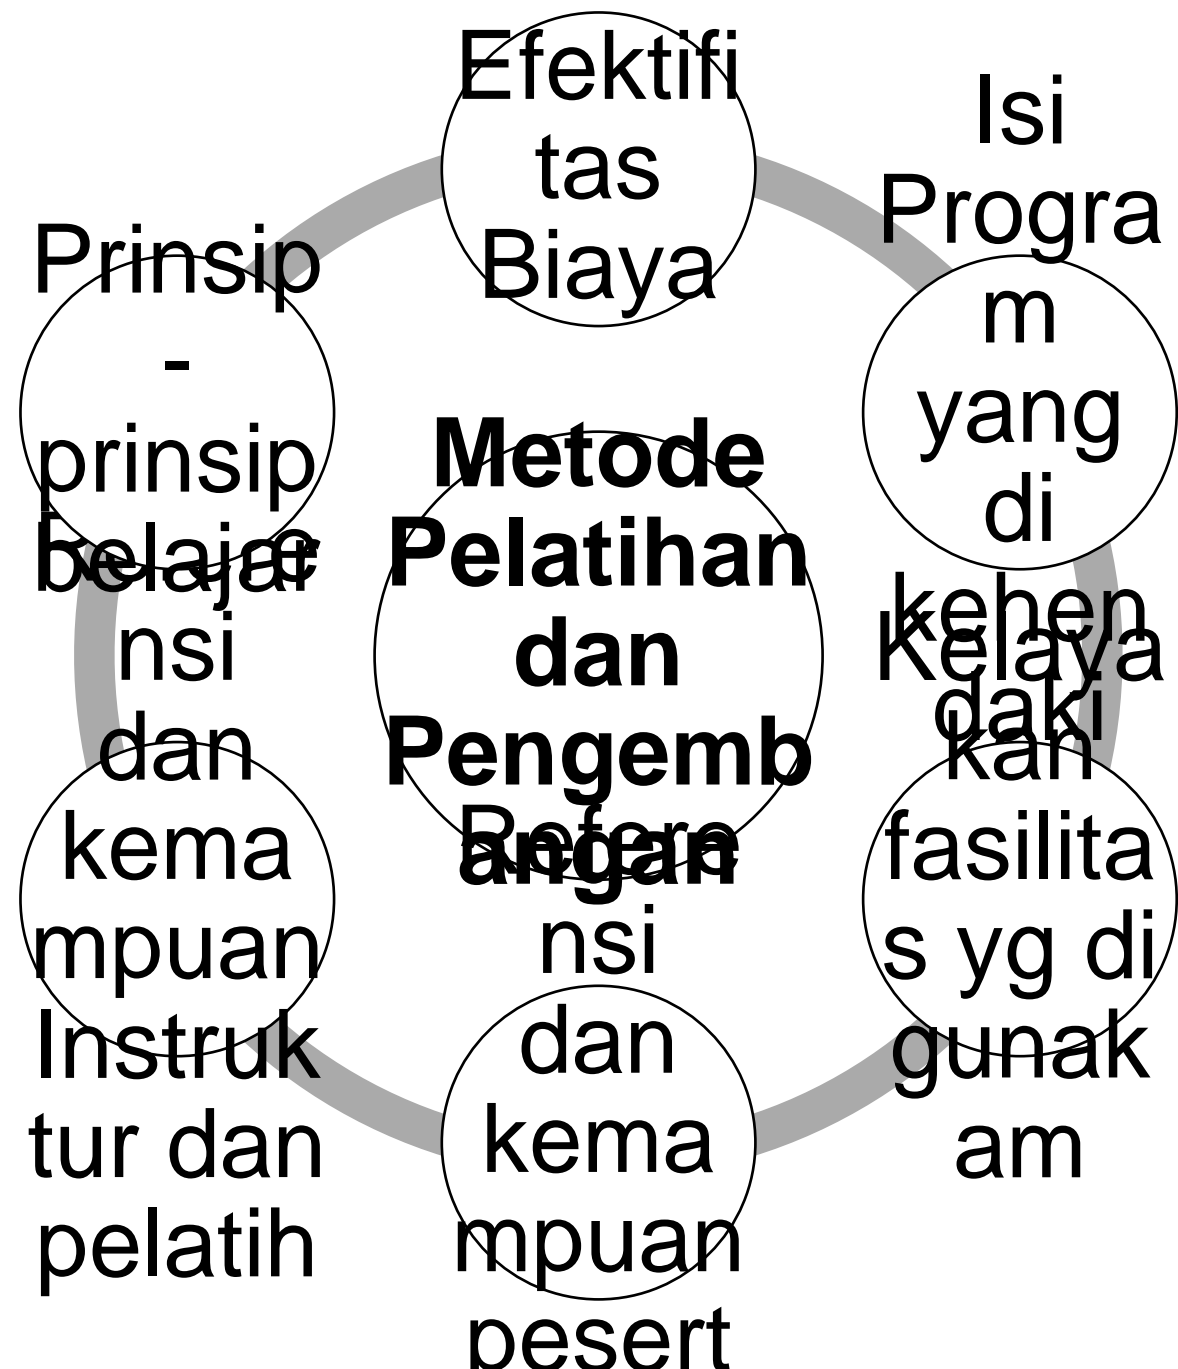 Efektifi
tas
Biaya
Isi
Progra
m
yang
di
kehen
daki
Kelaya
kan
fasilita
s yg di
gunak
am
Refere
nsi
dan
kema
mpuan
pesert
nsi
dan
kema
mpuan
Instruk
tur dan
pelatih
Prinsip
-
prinsip
belajar
Metode
Pelatihan
dan
Pengemb
angan